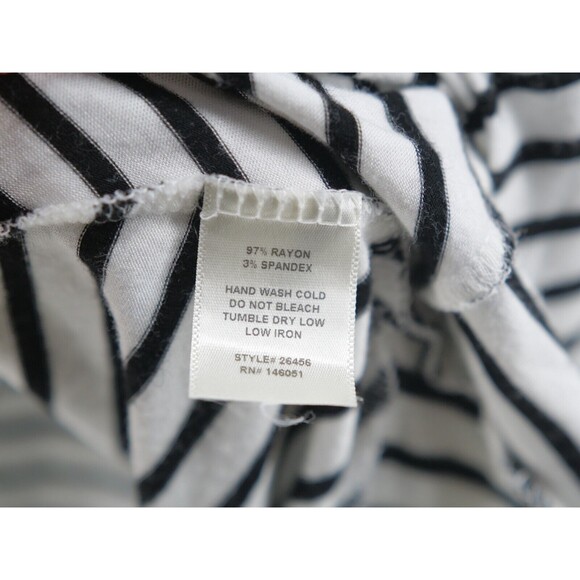 97% RAYON
3% SPANDEX
HAND WASH COLD
DO NOT BLEACH
TUMBLE DRY LOW
LOW IRON
STYLE# 26456
RN# 146051